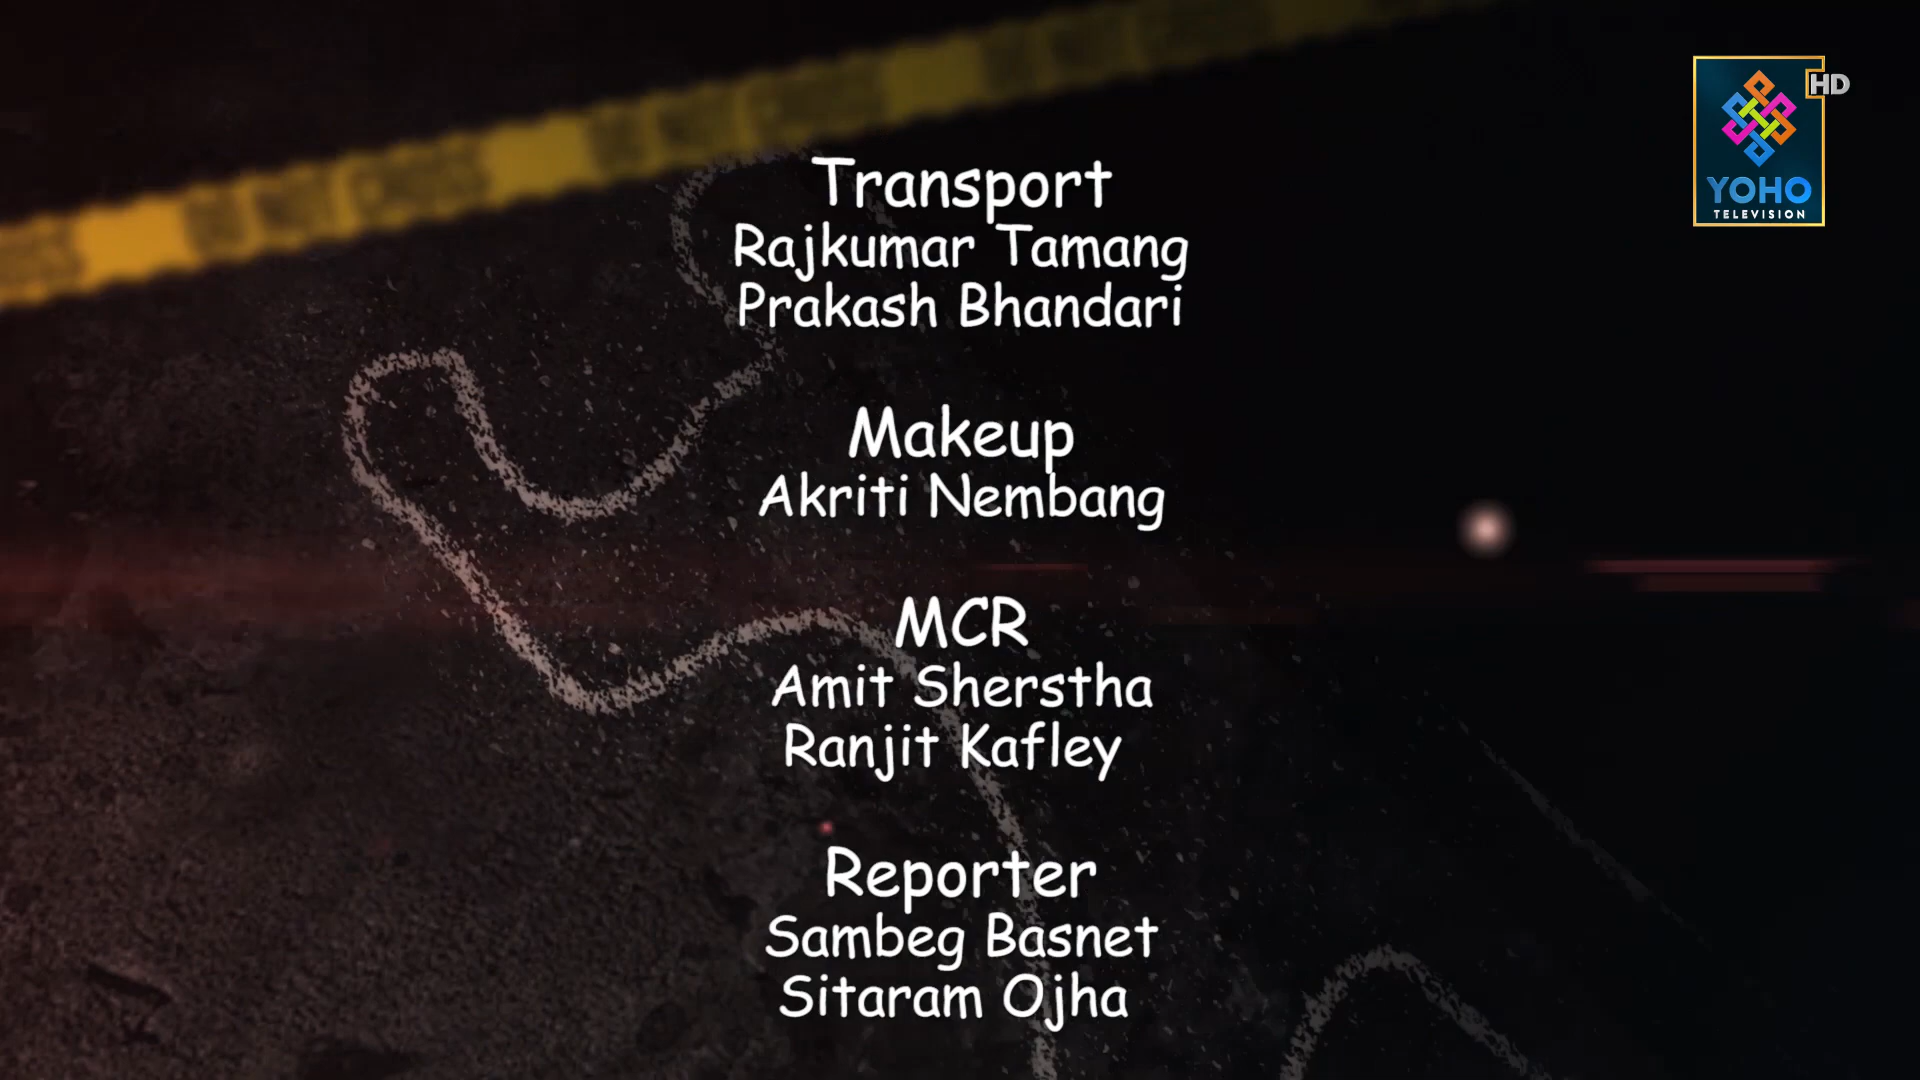 Transport
Rajkumar Tamang
Prakash Bhandari
Makeup
Akriti Nembang
MCR
Amit Sherstha
Ranjit Kafley
Reporter
Sambeg Basnet
Sitaram Ojha
HD
YOHO
TELEVISION